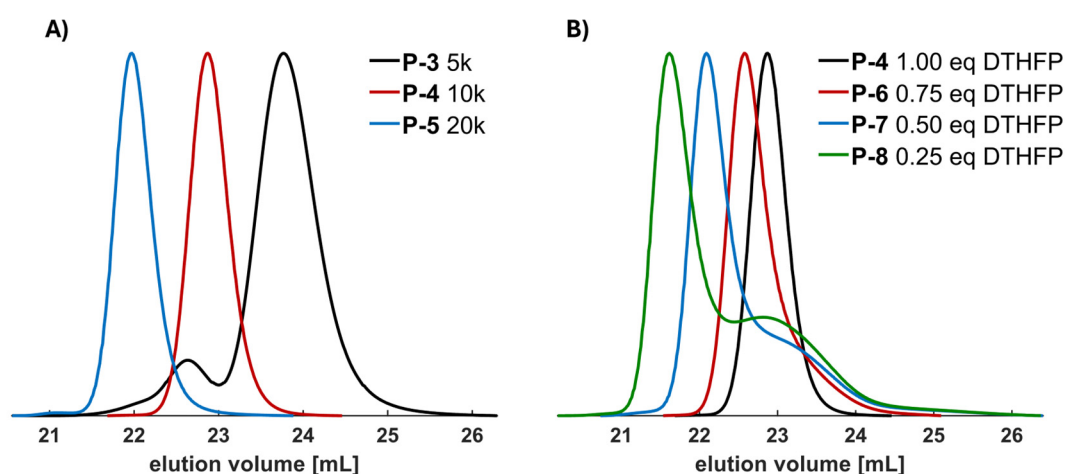 A)
P-3 5k
P-4 10k
P-5 20k
21 22 23 24 25 26
elution volume [mL]
B)
P-4 1.00 eq DTHFP
P-6 0.75 eq DTHFP
P-7 0.50 eq DTHFP
P-8 0.25 eq DTHFP
21 22 23 24 25 26
elution volume [mL]